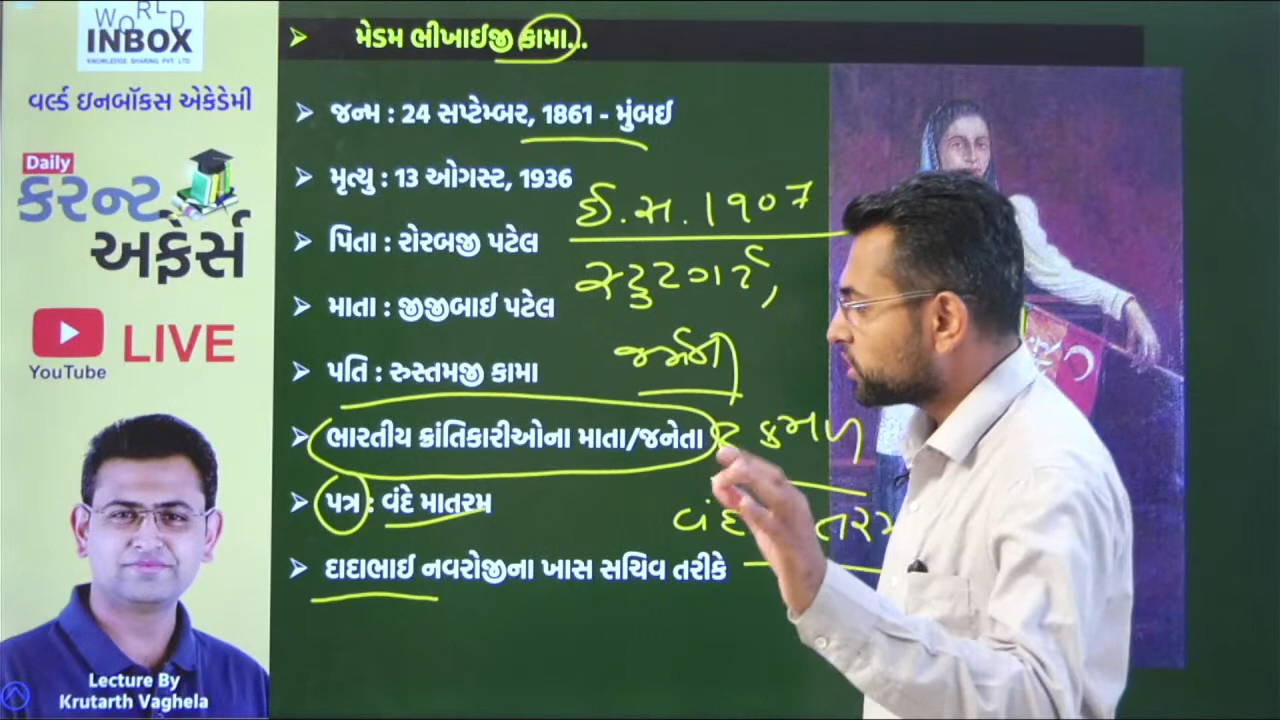 WORLD
INBOX
KNOWLEDGE SHARING PVT. LTD
વર્લ્ડ ઇનબૉક્સ એકેડેમી
Daily
કરન્ટ
અફેર્સ
YouTube
LIVE
Lecture By
Krutarth Vaghela
મેડમ ભીખાઈજી કામા...
જન્મ : 24 સપ્ટેમ્બર, 1861 - મુંબઈ
મૃત્યુ : 13 ઓગસ્ટ, 1936
પિતા : રોરબજી પટેલ
માતા : જીજીબાઈ પટેલ
પતિ : રુસ્તમજી કામા
ભારતીય ક્રાંતિકારીઓના માતા/જનેતા
પત્ર : વંદે માતરમ
દાદાભાઈ નવરોજીના ખાસ સચિવ તરીકે
ઈ.સ. ૧૯૦૭
સ્ટુટગાર્ટ,
જર્મની
કમળ